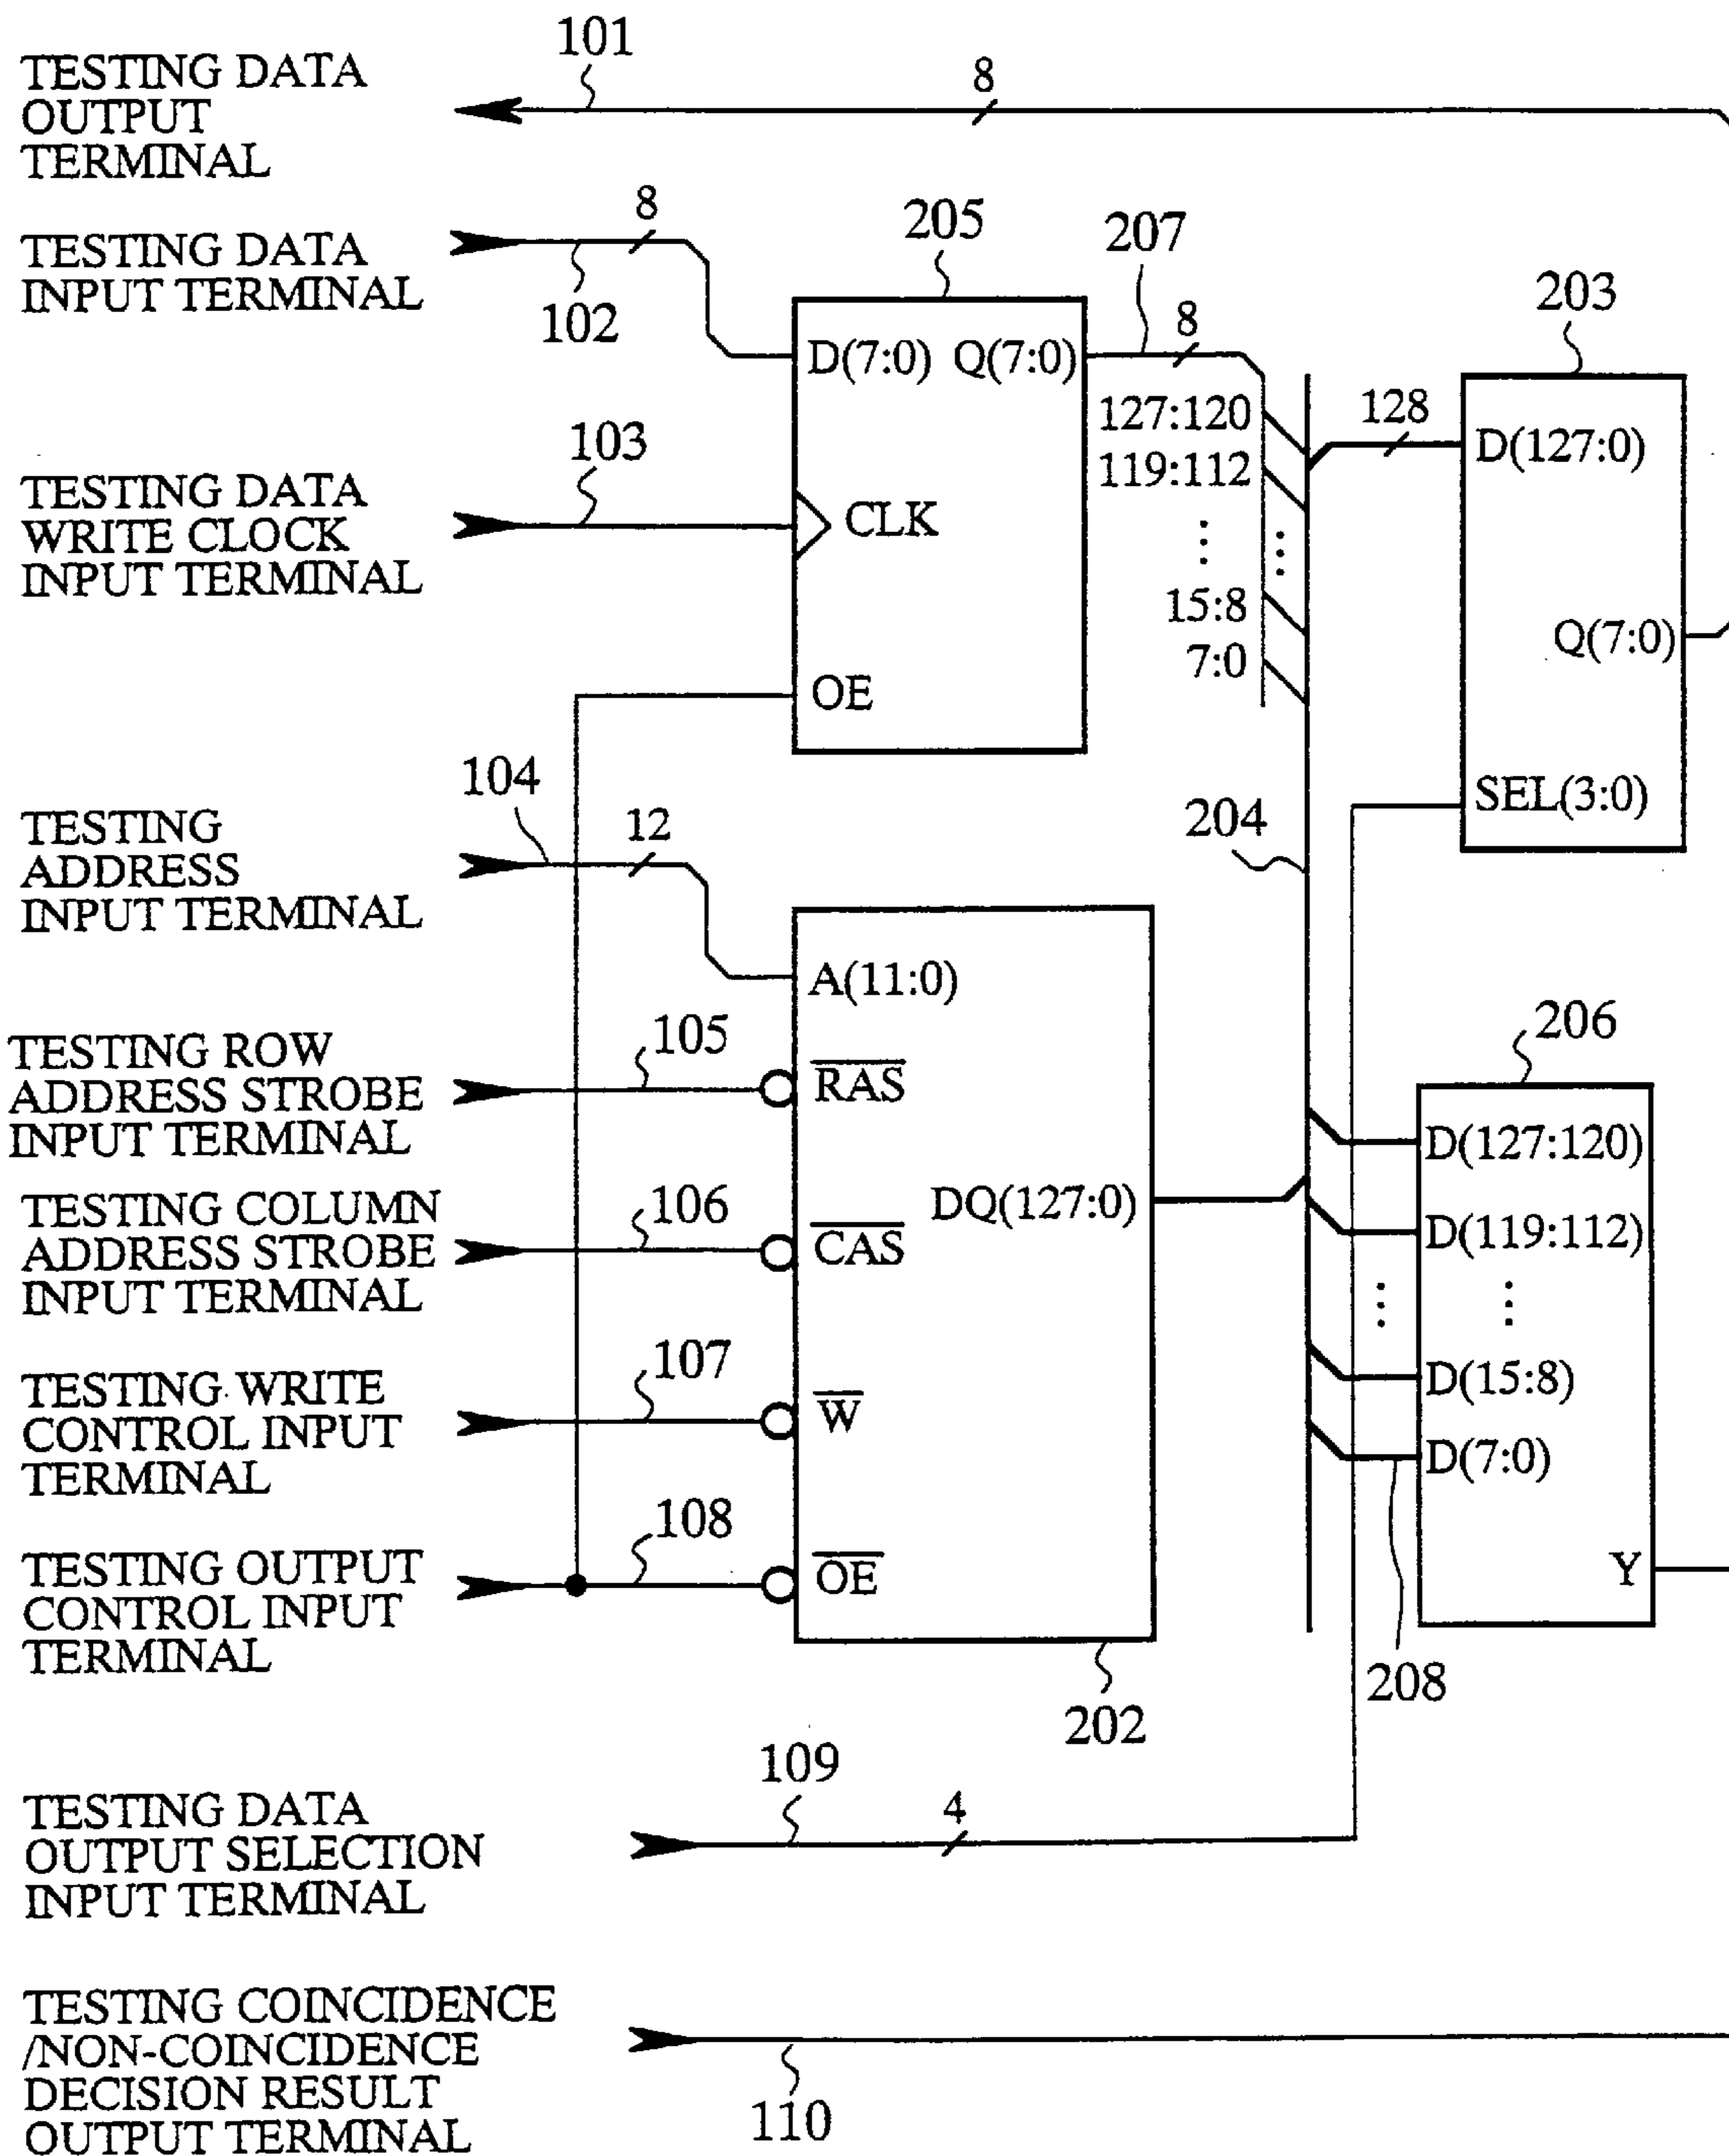 101
TESTING DATA
OUTPUT
TERMINAL
8
TESTING DATA
INPUT TERMINAL
8
102
205
207
203
D(7:0)
Q(7:0)
8
127:120
119:112
⋮
⋮
15:8
7:0
128
D(127:0)
Q(7:0)
SEL(3:0)
TESTING DATA
WRITE CLOCK
INPUT TERMINAL
103
CLK
OE
TESTING
ADDRESS
INPUT TERMINAL
104
12
204
A(11:0)
206
TESTING ROW
ADDRESS STROBE
INPUT TERMINAL
105
RAS
D(127:120)
DQ(127:0)
D(119:112)
⋮
⋮
TESTING COLUMN
ADDRESS STROBE
INPUT TERMINAL
106
CAS
D(15:8)
D(7:0)
TESTING WRITE
CONTROL INPUT
TERMINAL
107
W
TESTING OUTPUT
CONTROL INPUT
TERMINAL
108
OE
Y
208
202
TESTING DATA
OUTPUT SELECTION
INPUT TERMINAL
109
4
TESTING COINCIDENCE
/NON-COINCIDENCE
DECISION RESULT
OUTPUT TERMINAL
110